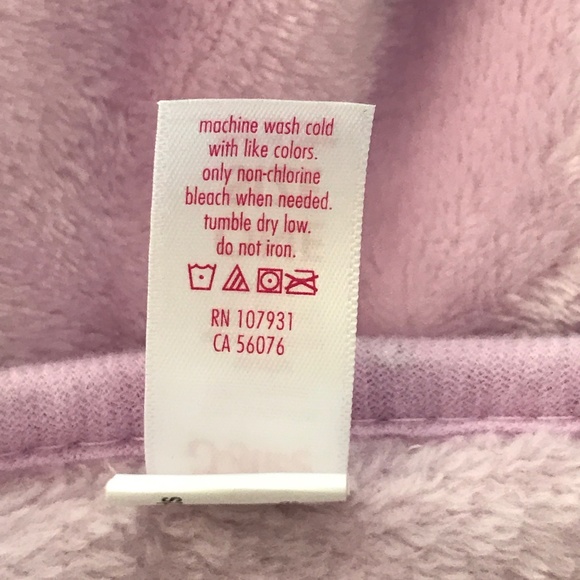 machine wash cold
with like colors.
only non-chlorine
bleach when needed.
tumble dry low.
do not iron.
RN 107931
CA 56076